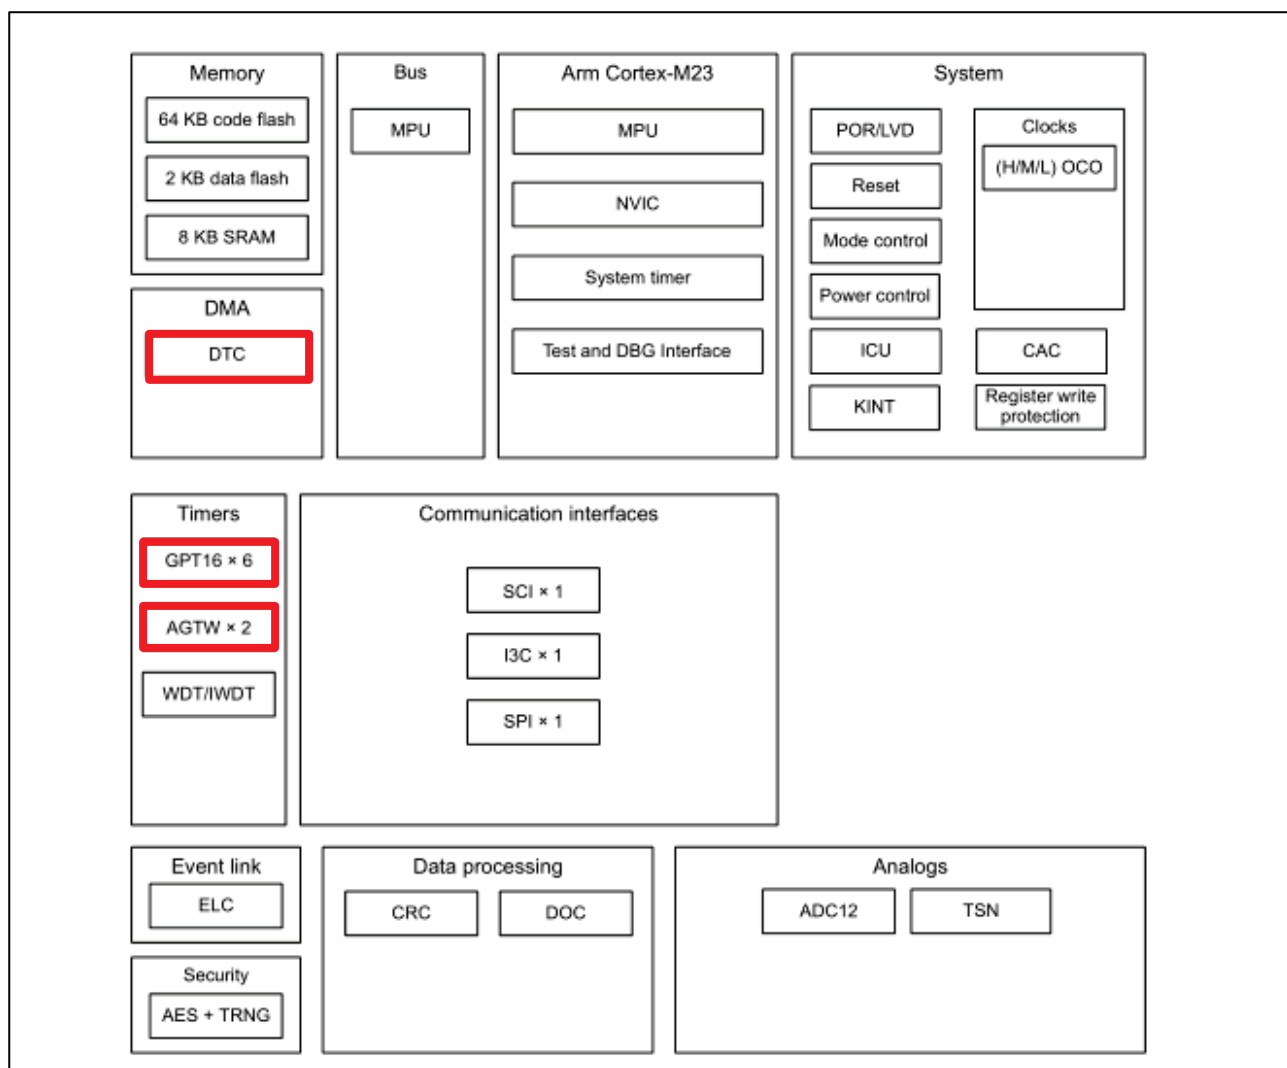 Memory
64 KB code flash
2 KB data flash
8 KB SRAM
DMA
DTC
Bus
MPU
Arm Cortex-M23
MPU
NVIC
System timer
Test and DBG Interface
System
POR/LVD
Reset
Mode control
Power control
ICU
KINT
Clocks
(H/M/L) OCO
CAC
Register write
protection
Timers
GPT16 × 6
AGTW × 2
WDT/IWDT
Communication interfaces
SCI × 1
I3C × 1
SPI × 1
Event link
ELC
Security
AES + TRNG
Data processing
CRC
DOC
Analogs
ADC12
TSN